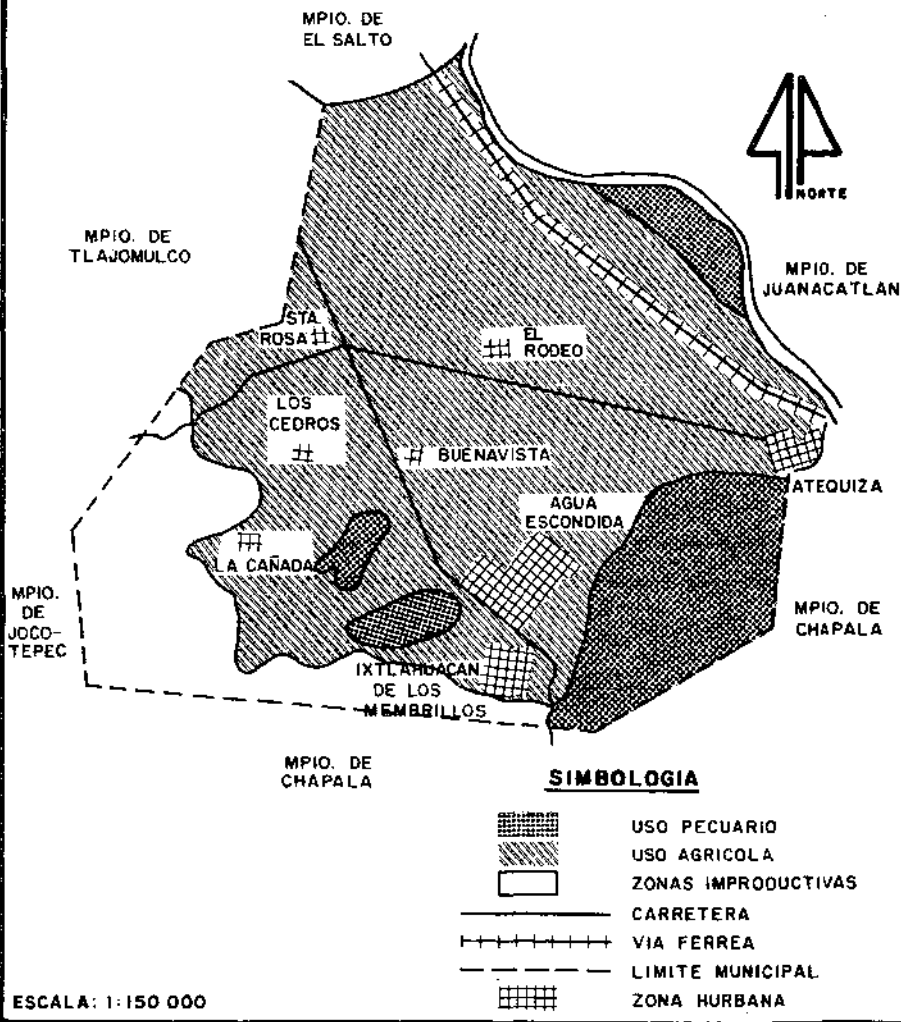 MPIO. DE
EL SALTO
NORTE
MPIO. DE
TLAJOMULCO
MPIO. DE
JUANACATLAN
STA
ROSA
EL
RODEO
LOS
CEDROS
BUENAVISTA
ATEQUIZA
AGUA
ESCONDIDA
LA CAÑADA
MPIO.
DE
JOCO-
TEPEC
MPIO. DE
CHAPALA
IXTLAHUACAN
DE LOS
MEMBRILLOS
MPIO. DE
CHAPALA
SIMBOLOGIA
USO PECUARIO
USO AGRICOLA
ZONAS IMPRODUCTIVAS
CARRETERA
VIA FERREA
LIMITE MUNICIPAL
ZONA HURBANA
ESCALA: 1:150 000